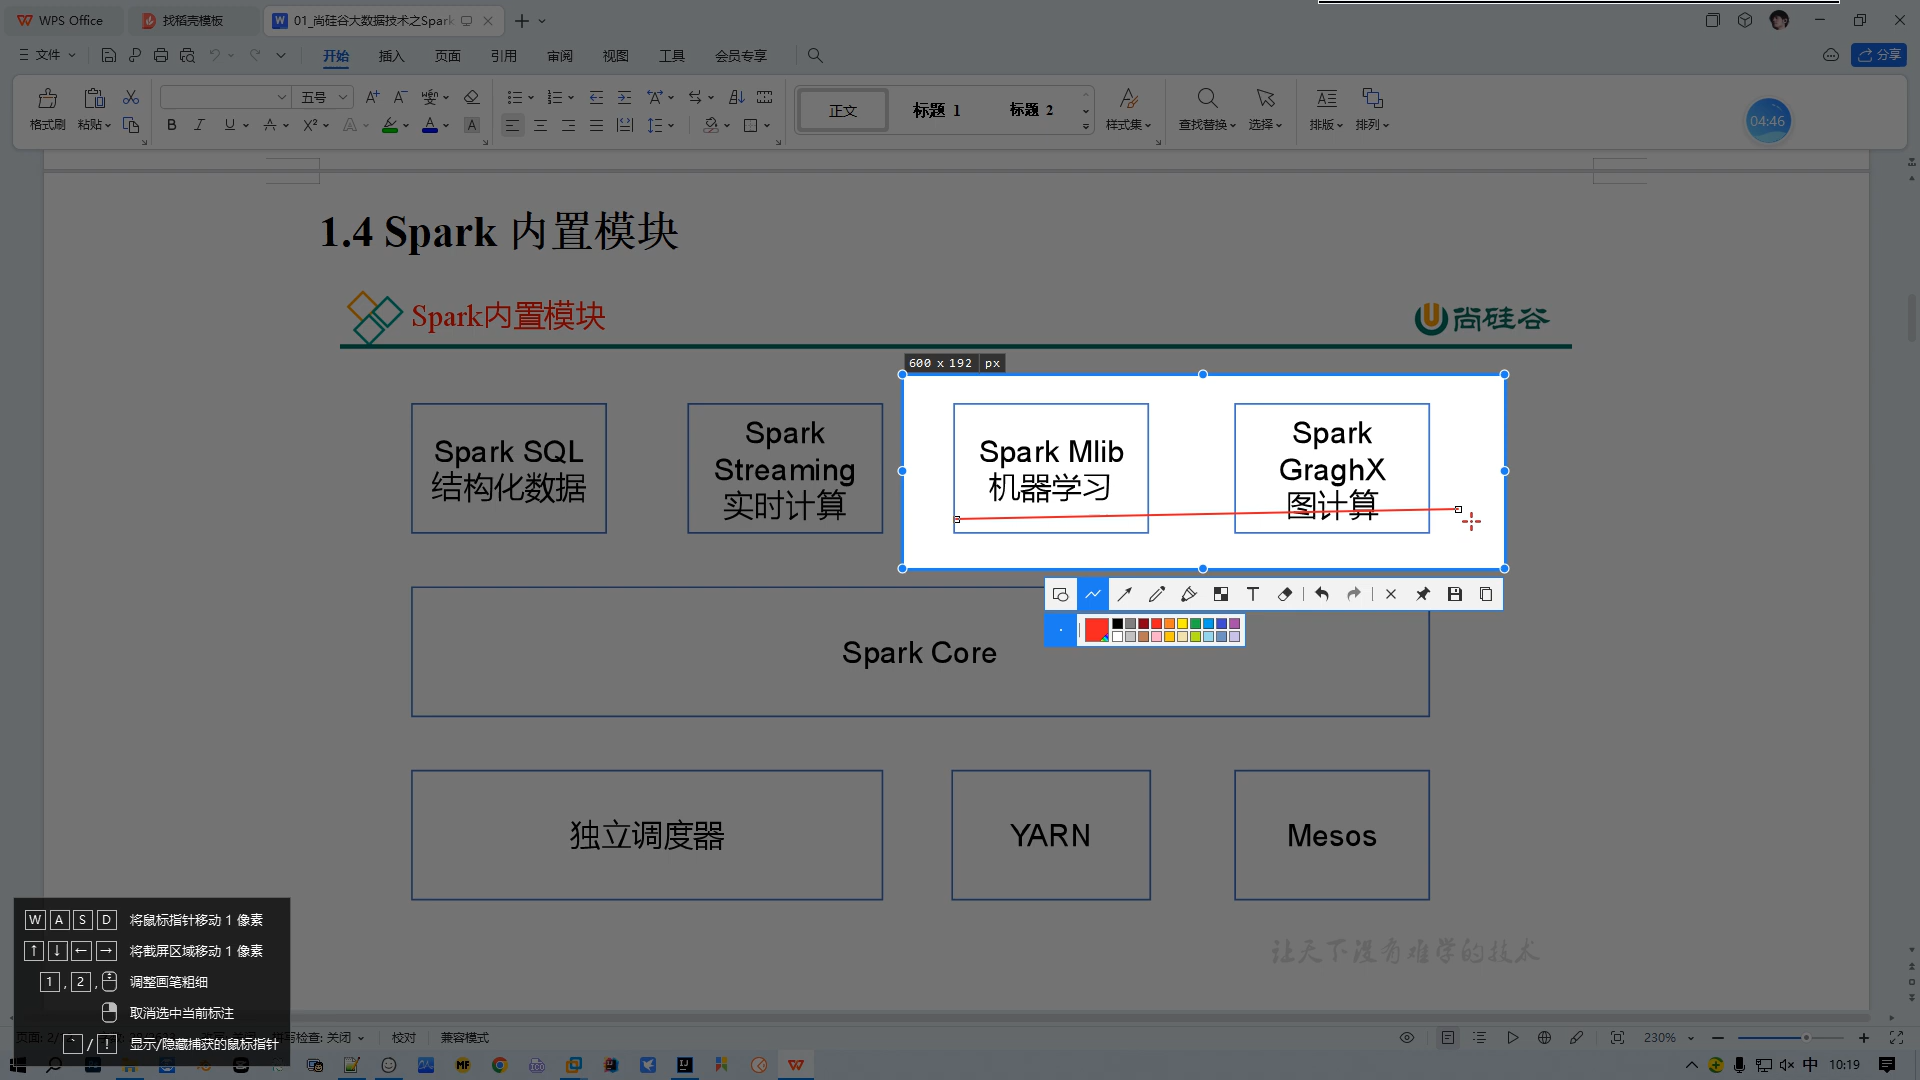 WPS Office
找稻壳模板
01_尚硅谷大数据技术之Spark
文件
开始
插入
页面
引用
审阅
视图
工具
会员专享
分享
格式刷
粘贴
五号
正文
标题 1
标题 2
样式集
查找替换
选择
排版
排列
04:46
1.4 Spark 内置模块
Spark内置模块
尚硅谷
600 x 192 px
Spark SQL
结构化数据
Spark
Streaming
实时计算
Spark Mlib
机器学习
Spark
GraghX
图计算
Spark Core
独立调度器
YARN
Mesos
让天下没有难学的技术
W A S D 将鼠标指针移动 1 像素
↑ ↓ ← → 将截屏区域移动 1 像素
1 , 2 , 调整画笔粗细
取消选中当前标注
` / ! 显示/隐藏捕获的鼠标指针
校对
兼容模式
230%
中
10:19